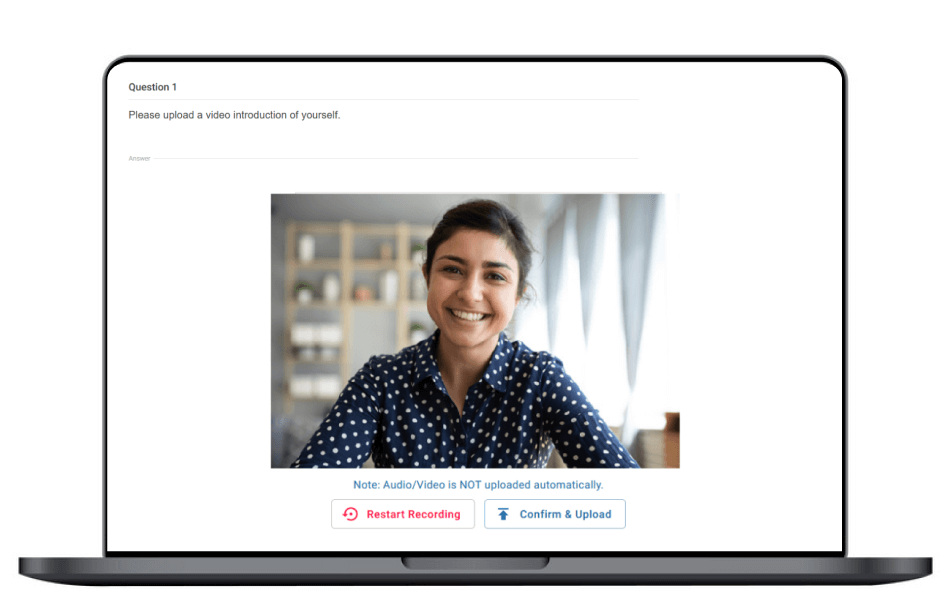 Question 1
Please upload a video introduction of yourself.
Answer
Note: Audio/Video is NOT uploaded automatically.
Restart Recording
Confirm & Upload